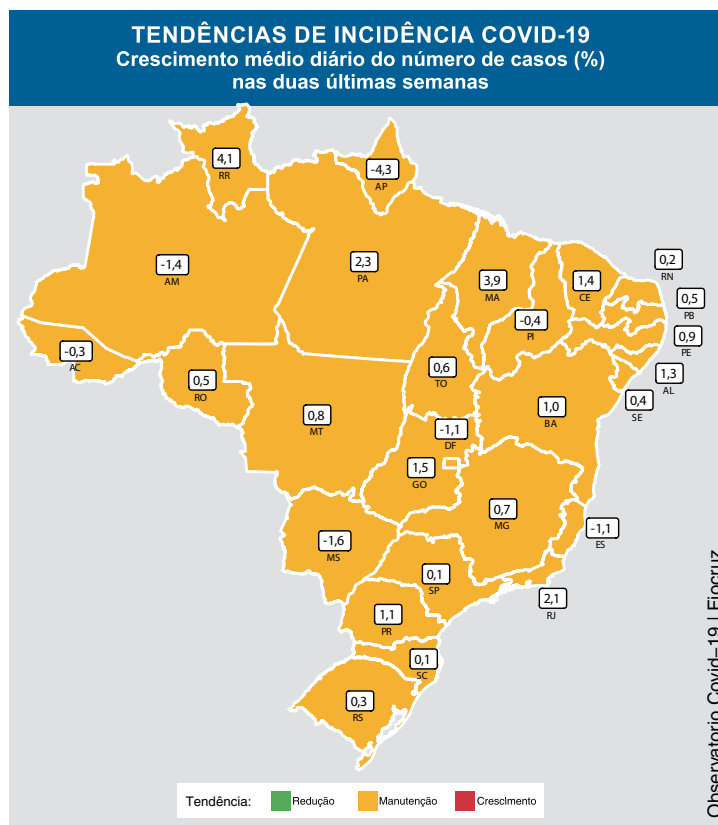 TENDÊNCIAS DE INCIDÊNCIA COVID-19
Crescimento médio diário do número de casos (%)
nas duas últimas semanas
4,1
RR
-4,3
AP
-1,4
AM
2,3
PA
3,9
MA
-0,4
PI
1,4
CE
0,2
RN
0,5
PB
0,9
PE
1,3
AL
0,4
SE
-0,3
AC
0,5
RO
0,8
MT
0,6
TO
1,0
BA
-1,1
DF
1,5
GO
0,7
MG
-1,1
ES
-1,6
MS
0,1
SP
2,1
RJ
1,1
PR
0,1
SC
0,3
RS
Observatorio Covid−19 | Fiocruz
Tendência: Redução Manutenção Crescimento